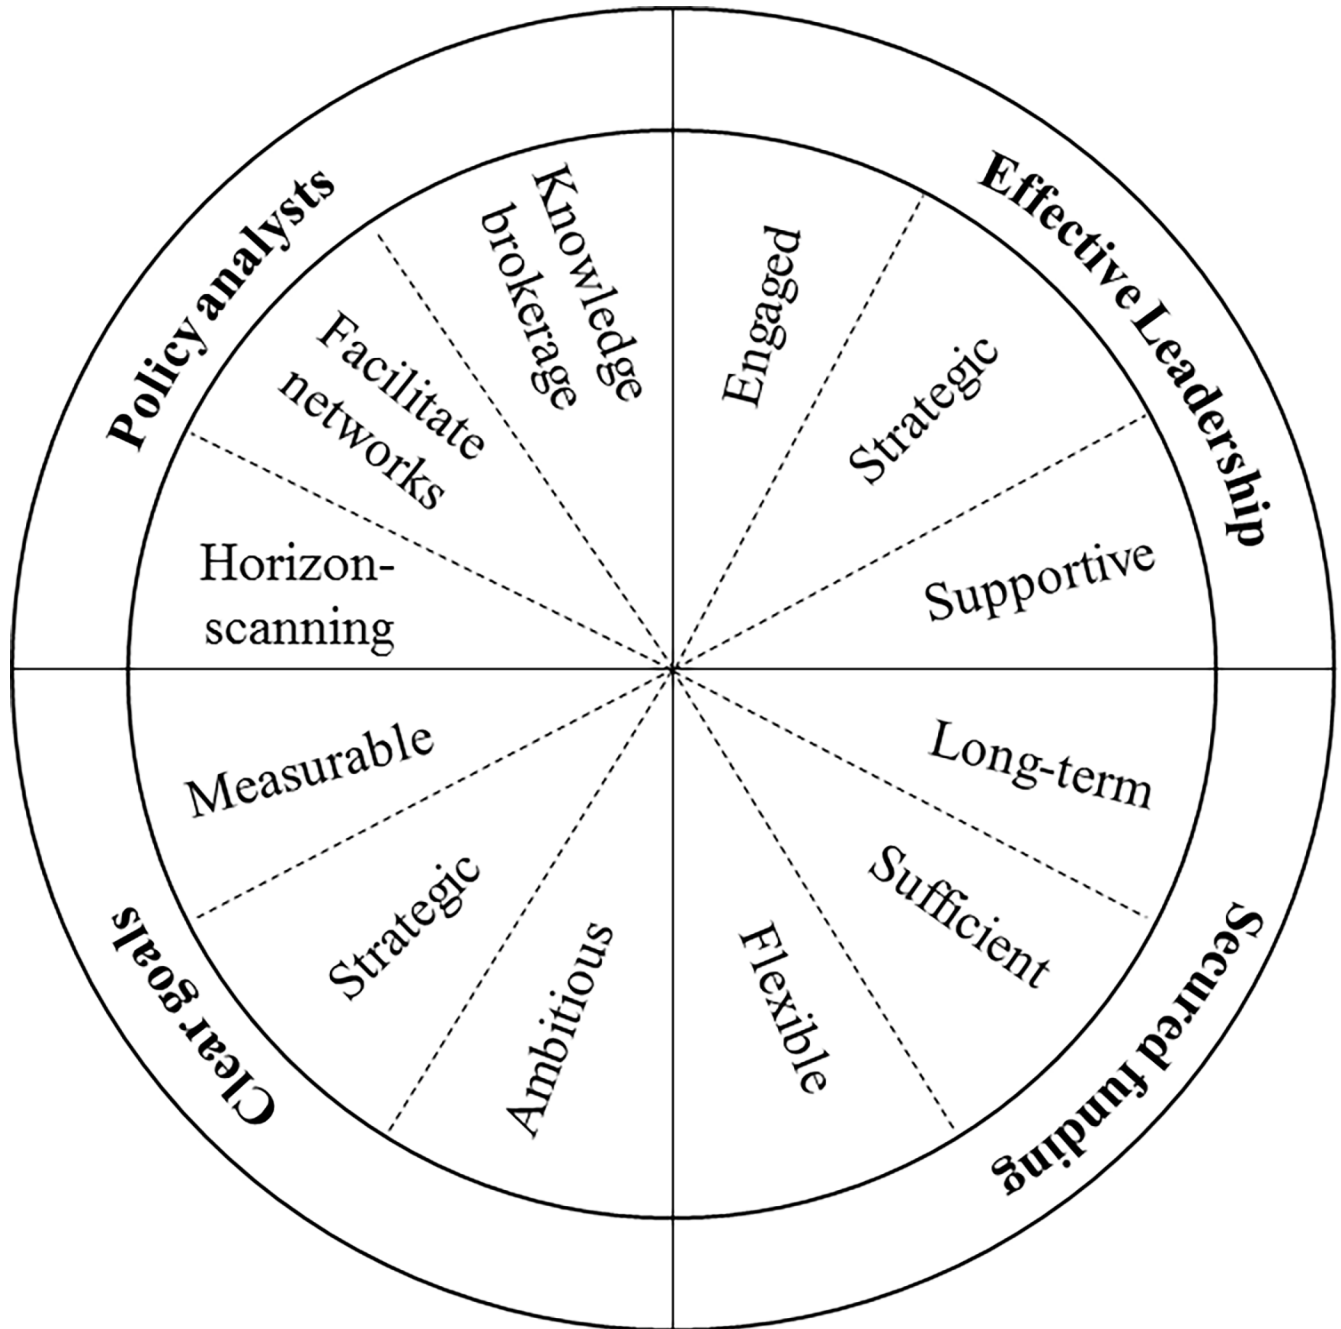 Policy analysts
Knowledge
brokerage
Facilitate
networks
Horizon-
scanning
Effective Leadership
Engaged
Strategic
Supportive
Secured funding
Long-term
Sufficient
Flexible
Clear goals
Measurable
Strategic
Ambitious